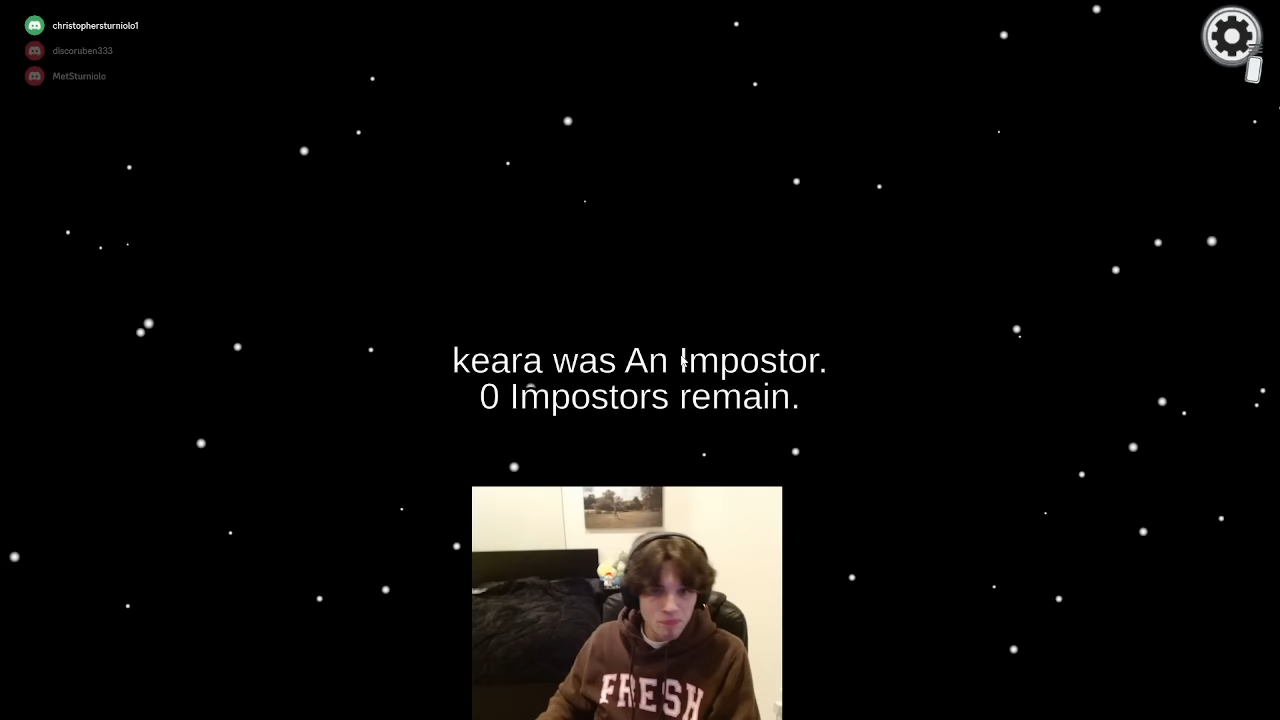 christophersturniolo1
discoruben333
MetSturniolo
keara was An Impostor.
0 Impostors remain.
FRESH